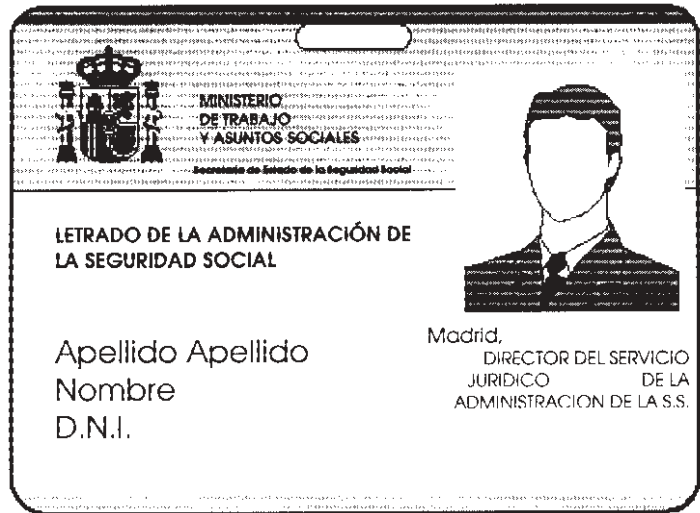 MINISTERIO
DE TRABAJO
Y ASUNTOS SOCIALES
Secretaría de Estado de la Seguridad Social
LETRADO DE LA ADMINISTRACIÓN DE
LA SEGURIDAD SOCIAL
Apellido Apellido
Nombre
D.N.I.
Madrid,
DIRECTOR DEL SERVICIO
JURIDICO DE LA
ADMINISTRACION DE LA S.S.